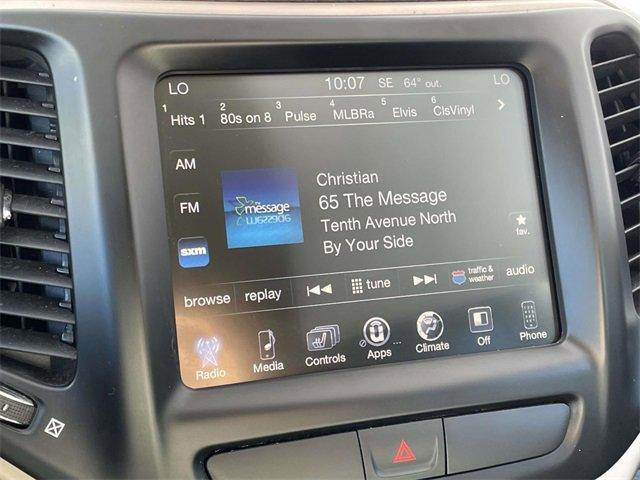 LO 10:07 SE 64° out. LO
1 Hits 1 2 80s on 8 3 Pulse 4 MLBRa 5 Elvis 6 ClsVinyl
AM
FM
sxm
message
Christian
65 The Message
Tenth Avenue North
By Your Side
fav.
browse replay tune traffic & weather audio
Radio Media Controls Apps ... Climate Off Phone